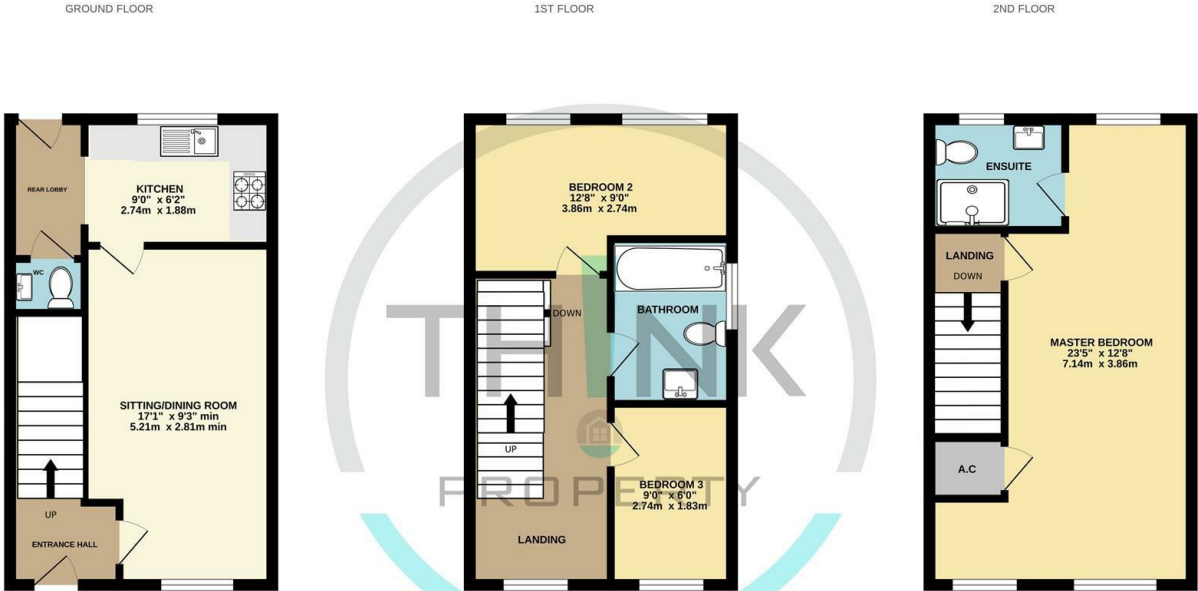 GROUND FLOOR
1ST FLOOR
2ND FLOOR
REAR LOBBY
KITCHEN
9'0" x 6'2"
2.74m x 1.88m
WC
SITTING/DINING ROOM
17'1" x 9'3" min
5.21m x 2.81m min
UP
ENTRANCE HALL
BEDROOM 2
12'8" x 9'0"
3.86m x 2.74m
DOWN
BATHROOM
UP
BEDROOM 3
9'0" x 6'0"
2.74m x 1.83m
LANDING
THINK
PROPERTY
ENSUITE
LANDING
DOWN
MASTER BEDROOM
23'5" x 12'8"
7.14m x 3.86m
A.C